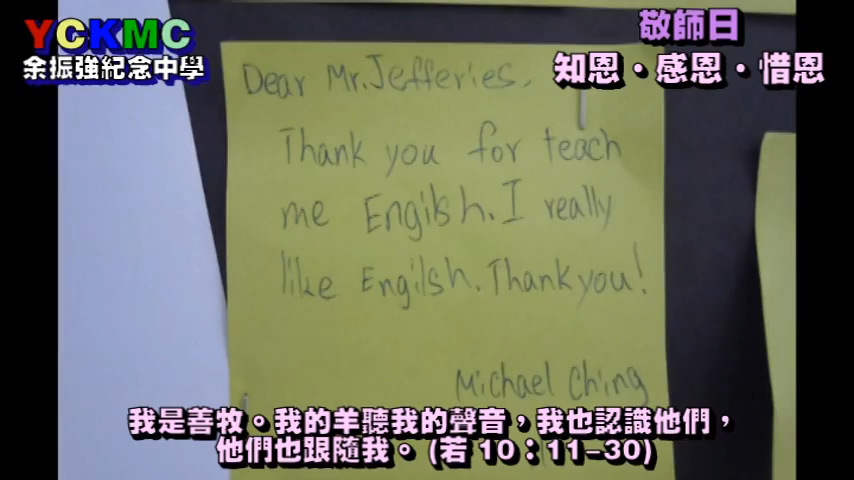 YCKMC
余振強紀念中學
敬師日
知恩·感恩·惜恩
Dear Mr. Jefferies,
Thank you for teach
me Engilsh. I really
like Engilsh. Thank you!
Michael Ching
我是善牧。我的羊聽我的聲音，我也認識他們，
他們也跟隨我。(若 10：11-30)